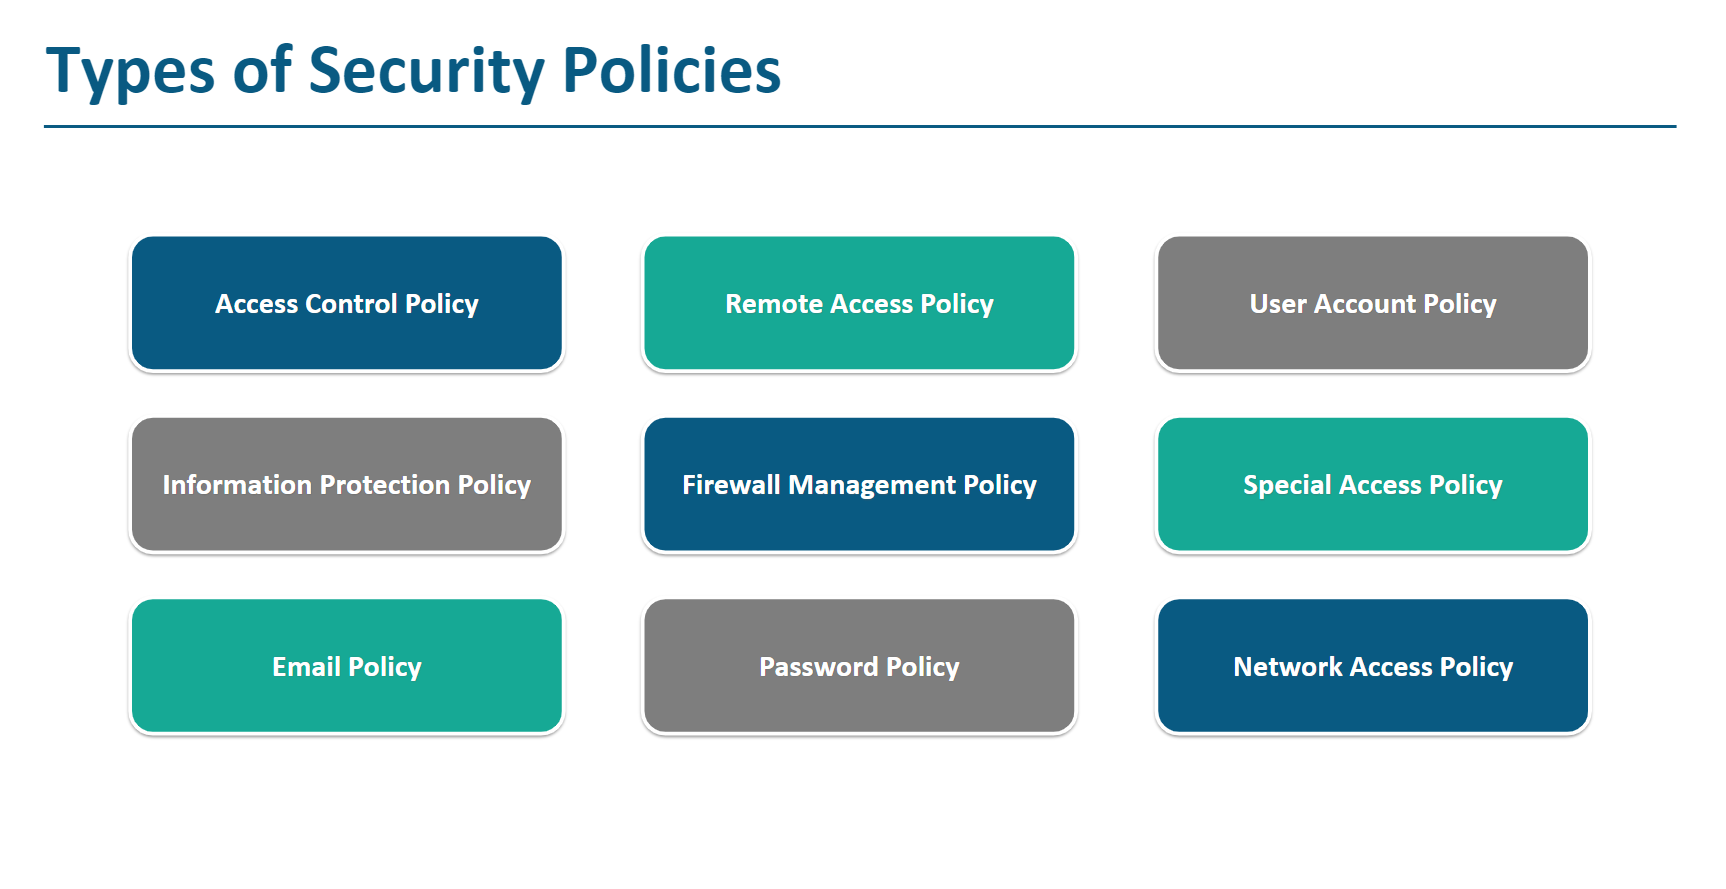 Types of Security Policies
Access Control Policy
Remote Access Policy
User Account Policy
Information Protection Policy
Firewall Management Policy
Special Access Policy
Email Policy
Password Policy
Network Access Policy